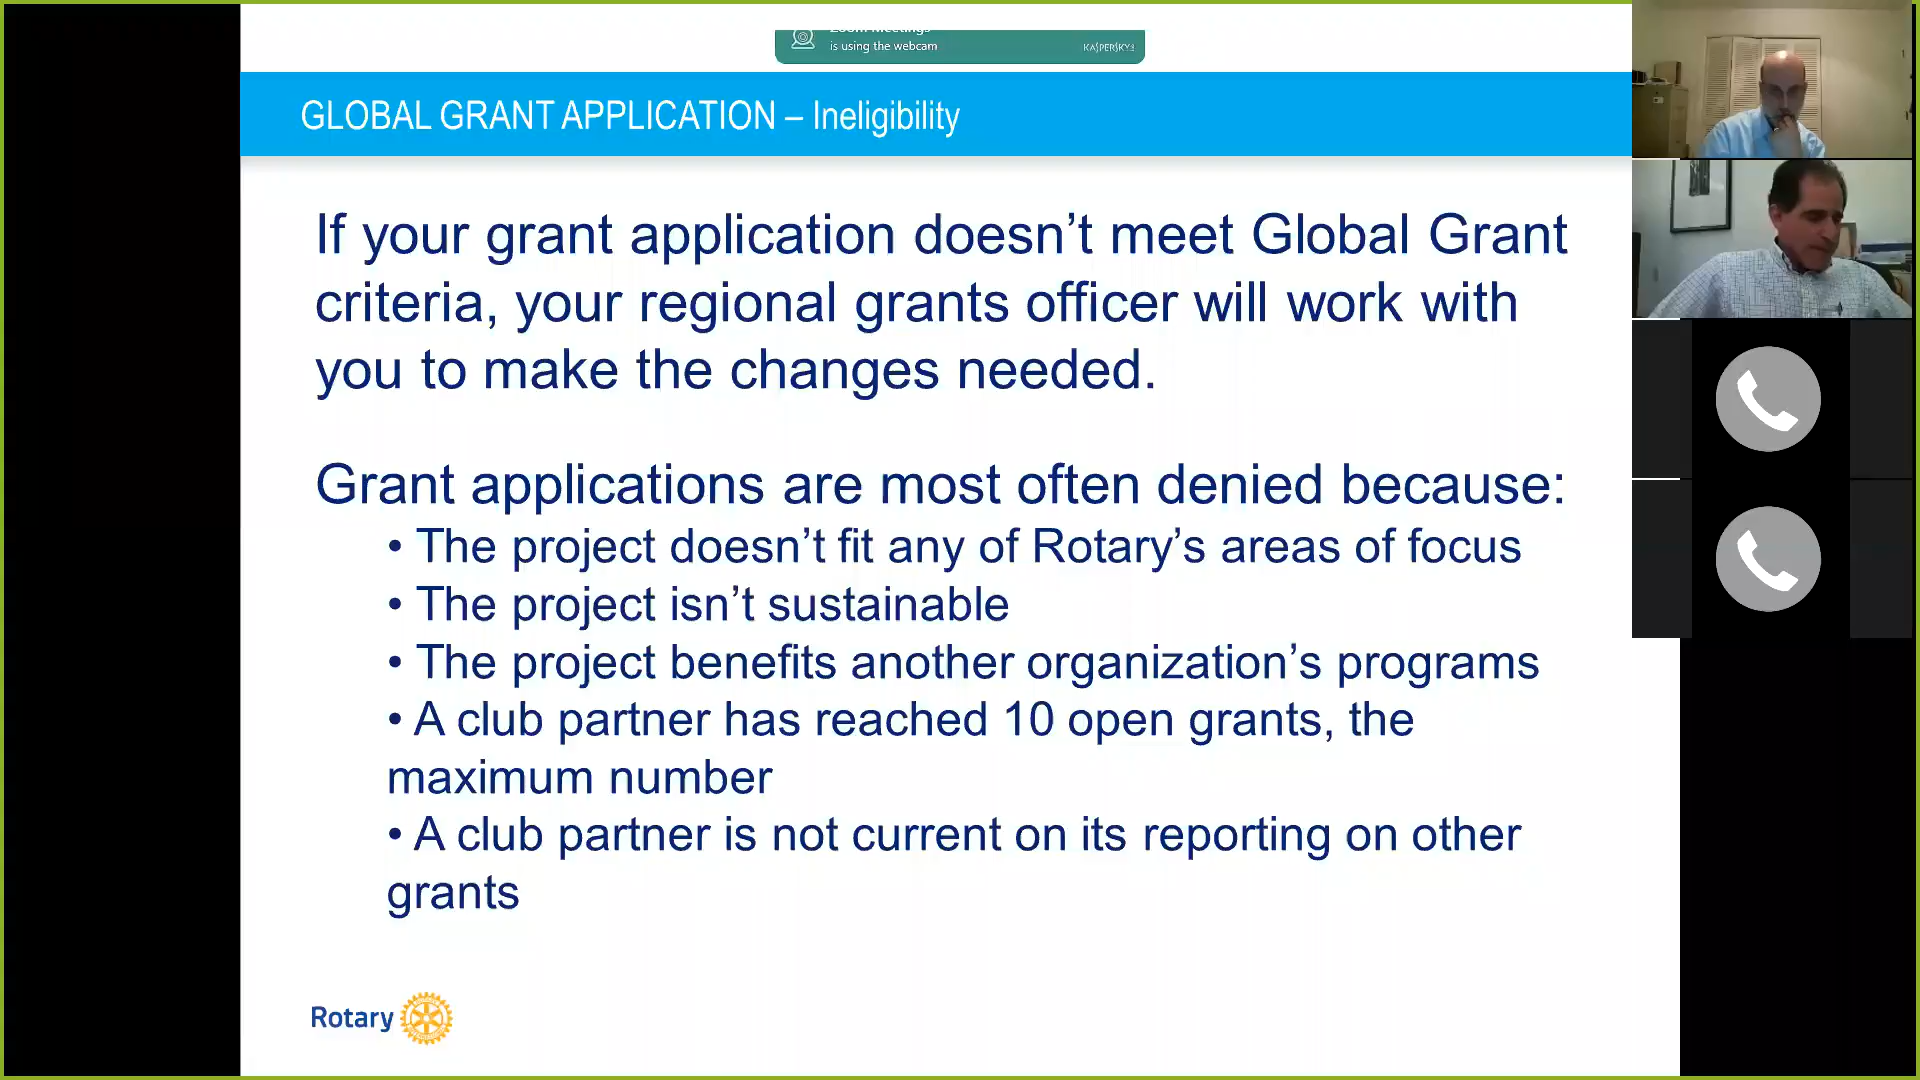 Zoom Meetings
is using the webcam
KASPERSKY
GLOBAL GRANT APPLICATION – Ineligibility
If your grant application doesn’t meet Global Grant
criteria, your regional grants officer will work with
you to make the changes needed.
Grant applications are most often denied because:
• The project doesn’t fit any of Rotary’s areas of focus
• The project isn’t sustainable
• The project benefits another organization’s programs
• A club partner has reached 10 open grants, the
maximum number
• A club partner is not current on its reporting on other
grants
Rotary